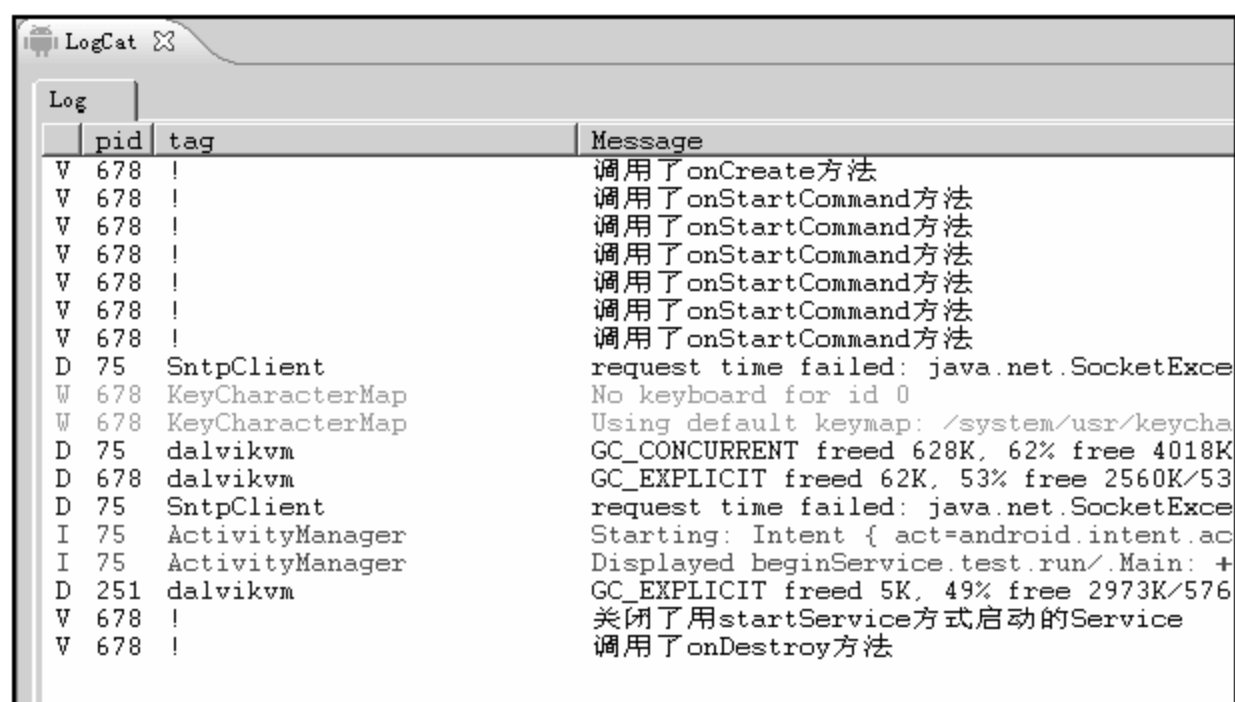 LogCat
Log
pid tag Message
V 678 ! 调用了onCreate方法
V 678 ! 调用了onStartCommand方法
V 678 ! 调用了onStartCommand方法
V 678 ! 调用了onStartCommand方法
V 678 ! 调用了onStartCommand方法
V 678 ! 调用了onStartCommand方法
V 678 ! 调用了onStartCommand方法
D 75 SntpClient request time failed: java.net.SocketExce
W 678 KeyCharacterMap No keyboard for id 0
W 678 KeyCharacterMap Using default keymap: /system/usr/keycha
D 75 dalvikvm GC_CONCURRENT freed 628K, 62% free 4018K
D 678 dalvikvm GC_EXPLICIT freed 62K, 53% free 2560K/53
D 75 SntpClient request time failed: java.net.SocketExce
I 75 ActivityManager Starting: Intent { act=android.intent.ac
I 75 ActivityManager Displayed beginService.test.run/.Main: +
D 251 dalvikvm GC_EXPLICIT freed 5K, 49% free 2973K/576
V 678 ! 关闭了用startService方式启动的Service
V 678 ! 调用了onDestroy方法